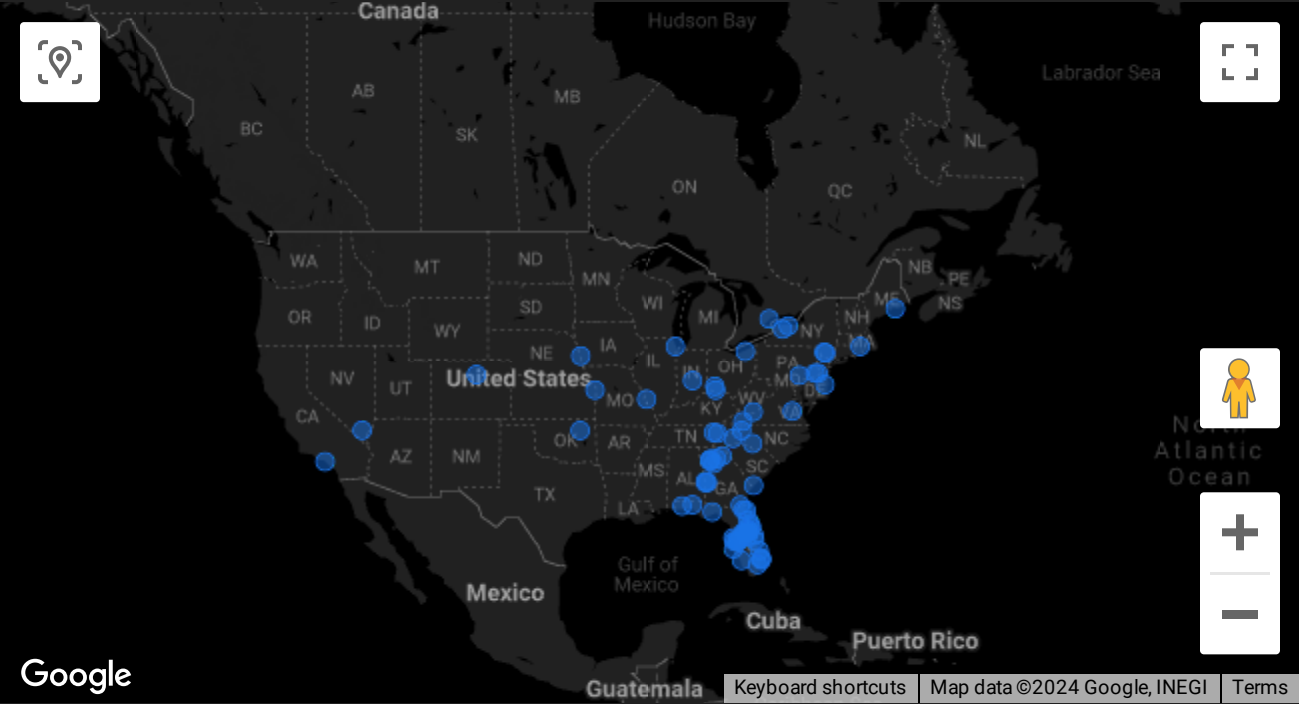 Canada
Hudson Bay
Labrador Sea
AB
MB
BC
SK
NL
ON
QC
WA
MT
ND
NB
MN
PE
SD
WI
ME
NS
OR
ID
WY
MI
NH
NY
IA
NE
IL
MA
OH
PA
IN
NV
UT
United States
MD
DE
MO
KY
WV
VA
CA
OK
AR
TN
NC
AZ
NM
MS
SC
AL
GA
TX
LA
North
Atlantic
Ocean
Gulf of
Mexico
Mexico
Cuba
Puerto Rico
Guatemala
Google
Keyboard shortcuts
Map data ©2024 Google, INEGI
Terms